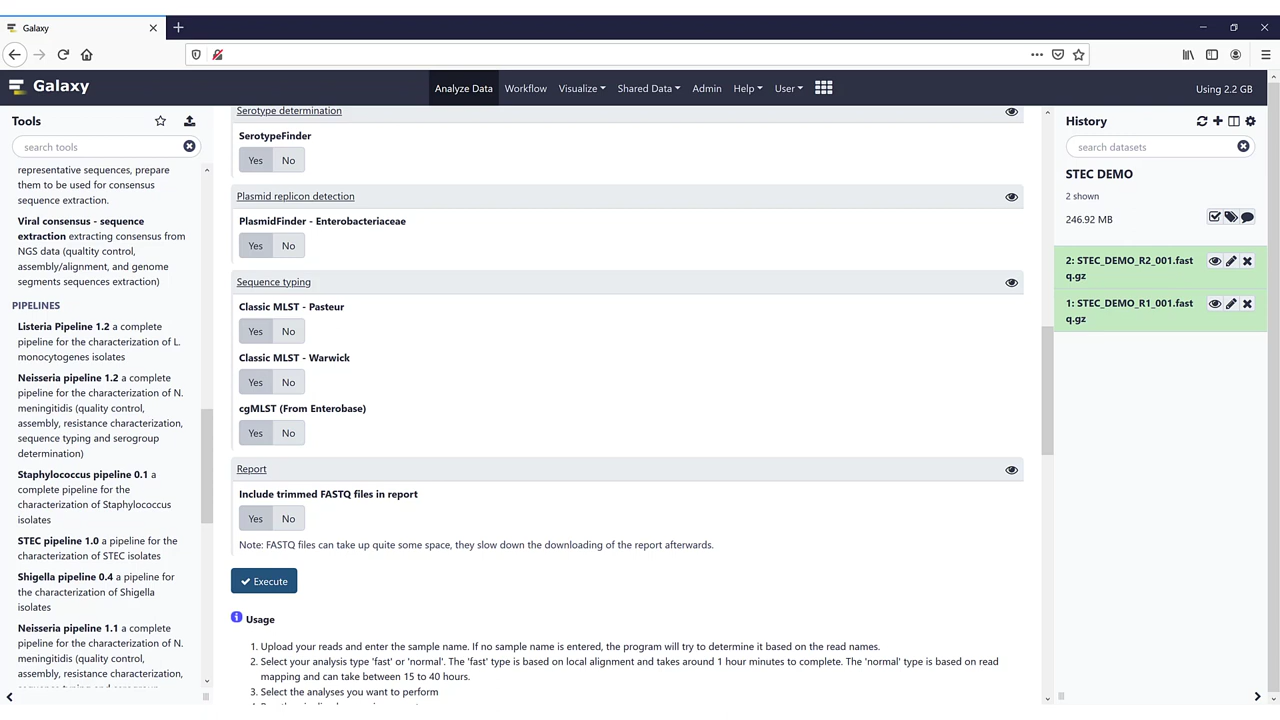 Galaxy
Galaxy
Analyze Data Workflow Visualize Shared Data Admin Help User
Using 2.2 GB
Tools
search tools
representative sequences, prepare
them to be used for consensus
sequence extraction.
Viral consensus - sequence
extraction extracting consensus from
NGS data (qualtity control,
assembly/alignment, and genome
segments sequences extraction)
PIPELINES
Listeria Pipeline 1.2 a complete
pipeline for the characterization of L.
monocytogenes isolates
Neisseria pipeline 1.2 a complete
pipeline for the characterization of N.
meningitidis (quality control,
assembly, resistance characterization,
sequence typing and serogroup
determination)
Staphylococcus pipeline 0.1 a
complete pipeline for the
characterization of Staphylococcus
isolates
STEC pipeline 1.0 a pipeline for the
characterization of STEC isolates
Shigella pipeline 0.4 a pipeline for
the characterization of Shigella
isolates
Neisseria pipeline 1.1 a complete
pipeline for the characterization of N.
meningitidis (quality control,
assembly, resistance characterization,
Serotype determination
SerotypeFinder
Yes No
Plasmid replicon detection
PlasmidFinder - Enterobacteriaceae
Yes No
Sequence typing
Classic MLST - Pasteur
Yes No
Classic MLST - Warwick
Yes No
cgMLST (From Enterobase)
Yes No
Report
Include trimmed FASTQ files in report
Yes No
Note: FASTQ files can take up quite some space, they slow down the downloading of the report afterwards.
Execute
Usage
1. Upload your reads and enter the sample name. If no sample name is entered, the program will try to determine it based on the read names.
2. Select your analysis type 'fast' or 'normal'. The 'fast' type is based on local alignment and takes around 1 hour minutes to complete. The 'normal' type is based on read
mapping and can take between 15 to 40 hours.
3. Select the analyses you want to perform
History
search datasets
STEC DEMO
2 shown
246.92 MB
2: STEC_DEMO_R2_001.fast
q.gz
1: STEC_DEMO_R1_001.fast
q.gz